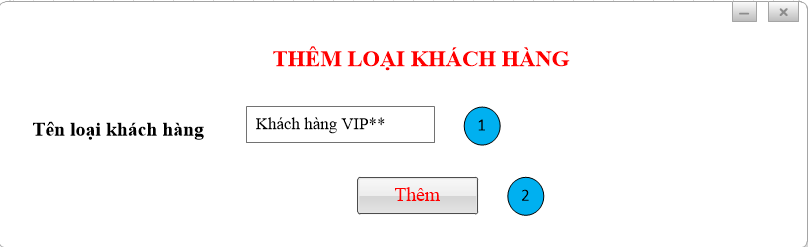 THÊM LOẠI KHÁCH HÀNG
Tên loại khách hàng
Khách hàng VIP**
1
Thêm
2